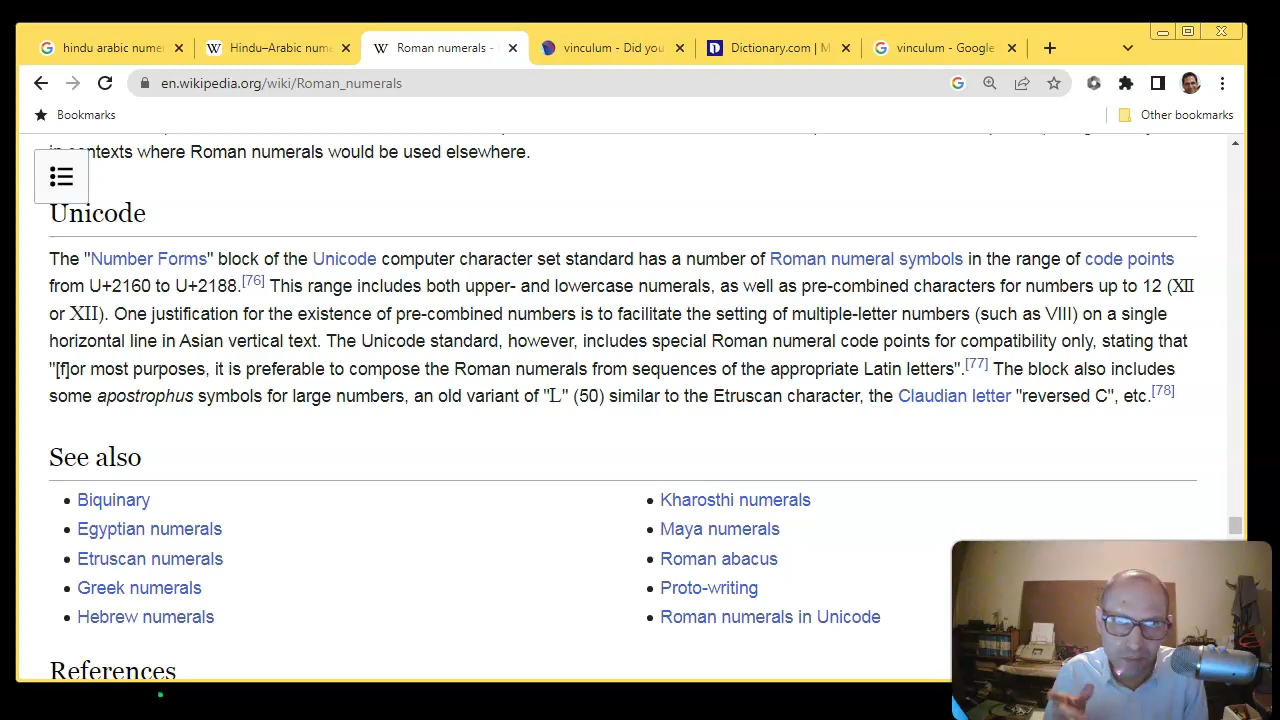 hindu arabic nume
Hindu–Arabic nume
Roman numerals -
vinculum - Did you
Dictionary.com | M
vinculum - Google
en.wikipedia.org/wiki/Roman_numerals
Bookmarks
Other bookmarks
in contexts where Roman numerals would be used elsewhere.
Unicode
The "Number Forms" block of the Unicode computer character set standard has a number of Roman numeral symbols in the range of code points
from U+2160 to U+2188.[76] This range includes both upper- and lowercase numerals, as well as pre-combined characters for numbers up to 12 (Ⅻ
or XII). One justification for the existence of pre-combined numbers is to facilitate the setting of multiple-letter numbers (such as VIII) on a single
horizontal line in Asian vertical text. The Unicode standard, however, includes special Roman numeral code points for compatibility only, stating that
"[f]or most purposes, it is preferable to compose the Roman numerals from sequences of the appropriate Latin letters".[77] The block also includes
some apostrophus symbols for large numbers, an old variant of "L" (50) similar to the Etruscan character, the Claudian letter "reversed C", etc.[78]
See also
Biquinary
Egyptian numerals
Etruscan numerals
Greek numerals
Hebrew numerals
Kharosthi numerals
Maya numerals
Roman abacus
Proto-writing
Roman numerals in Unicode
References